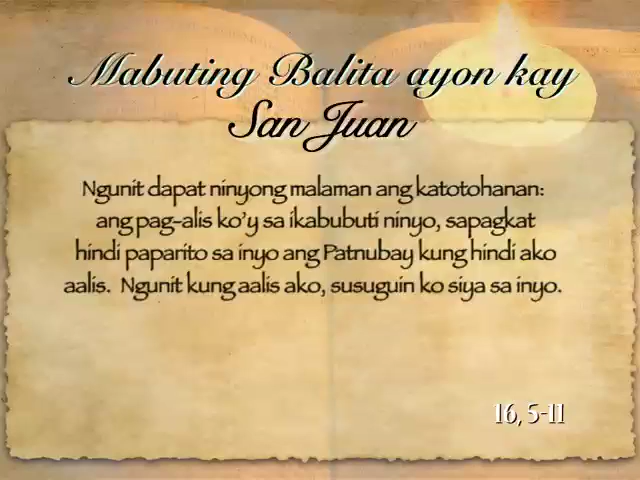 Mabuting Balita ayon kay
San Juan
Ngunit dapat ninyong malaman ang katotohanan:
ang pag-alis ko'y sa ikabubuti ninyo, sapagkat
hindi paparito sa inyo ang Patnubay kung hindi ako
aalis. Ngunit kung aalis ako, susuguin ko siya sa inyo.
16, 5-11